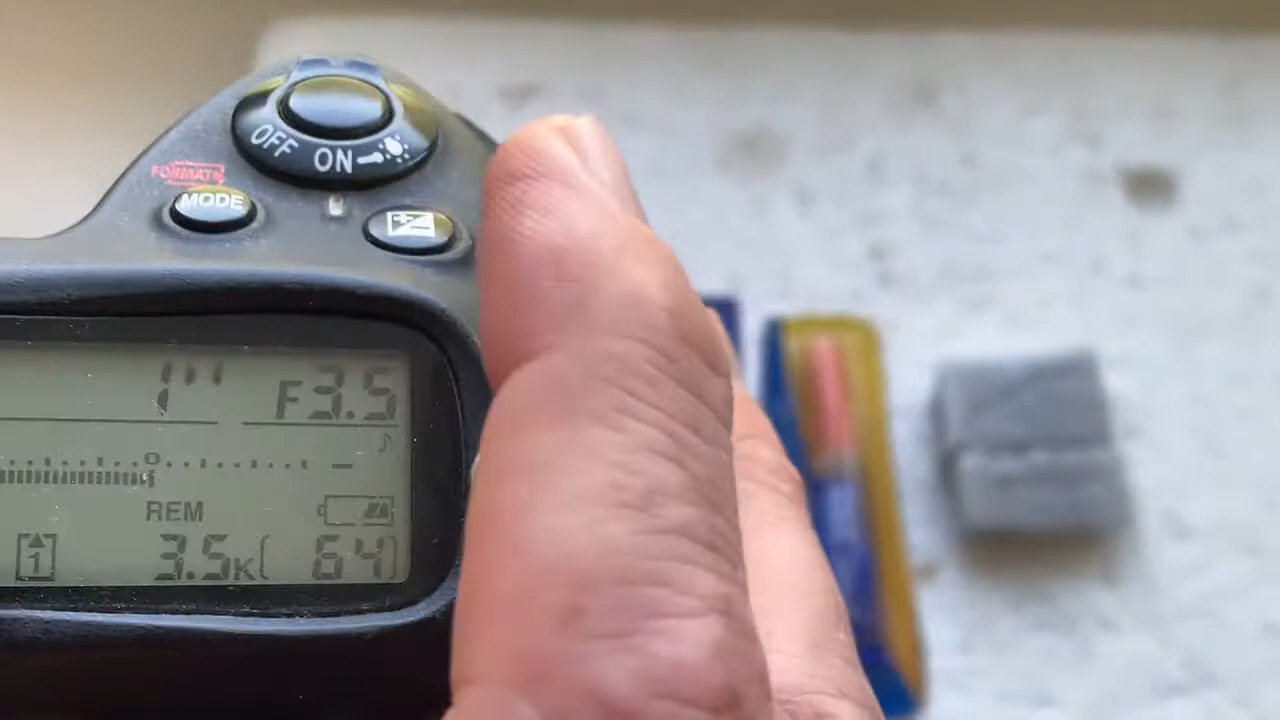 OFF ON
FORMAT
MODE
1'' F3.5
REM
1 3.5K [ 64]